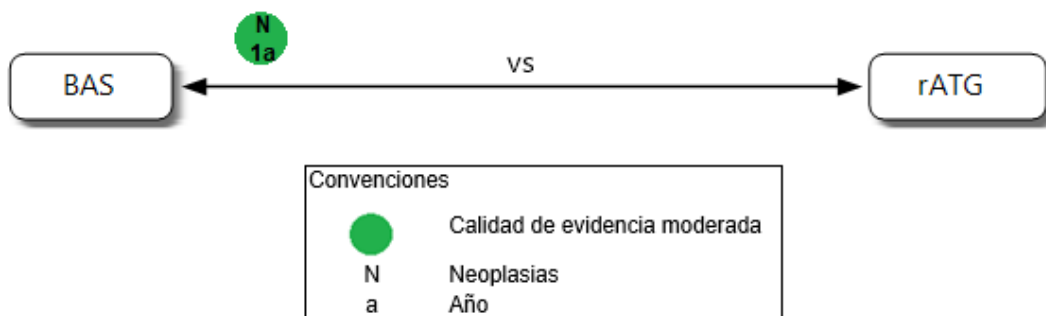 N
1a
BAS
vs
rATG
Convenciones
Calidad de evidencia moderada
N Neoplasias
a Año